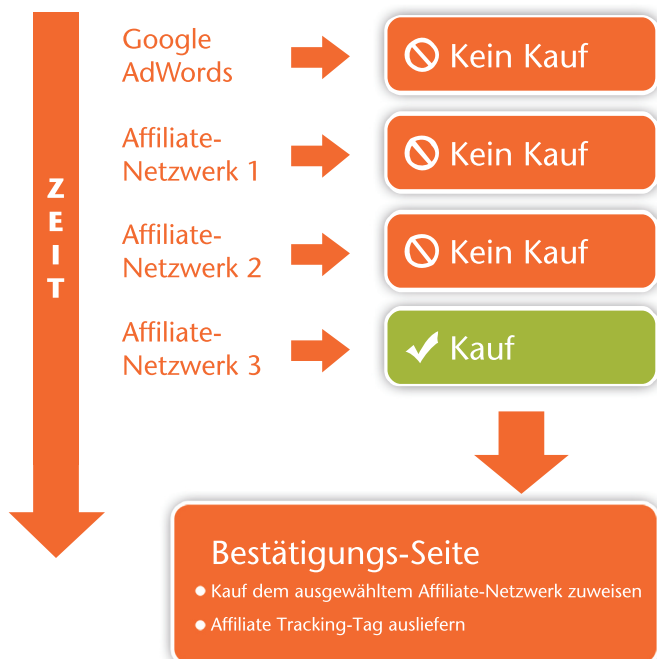 Google
AdWords
Kein Kauf
Affiliate-
Netzwerk 1
Kein Kauf
ZEIT
Affiliate-
Netzwerk 2
Kein Kauf
Affiliate-
Netzwerk 3
Kauf
Bestätigungs-Seite
Kauf dem ausgewähltem Affiliate-Netzwerk zuweisen
Affiliate Tracking-Tag ausliefern